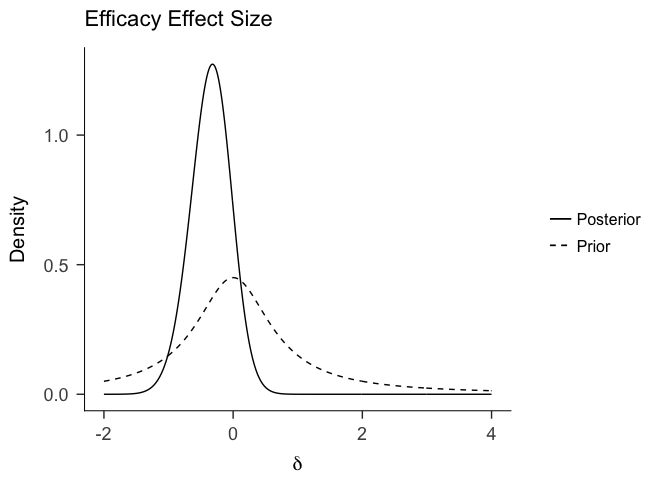 Efficacy Effect Size
Density
1.0
0.5
0.0
-2 0 2 4
δ
Posterior
Prior